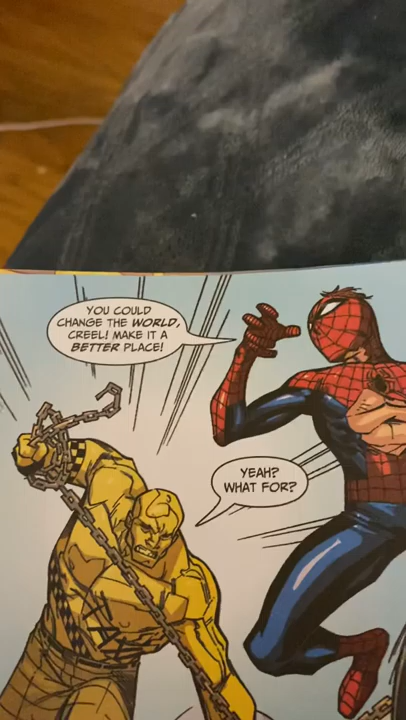 YOU COULD
CHANGE THE WORLD,
CREEL! MAKE IT A
BETTER PLACE!
YEAH?
WHAT FOR?